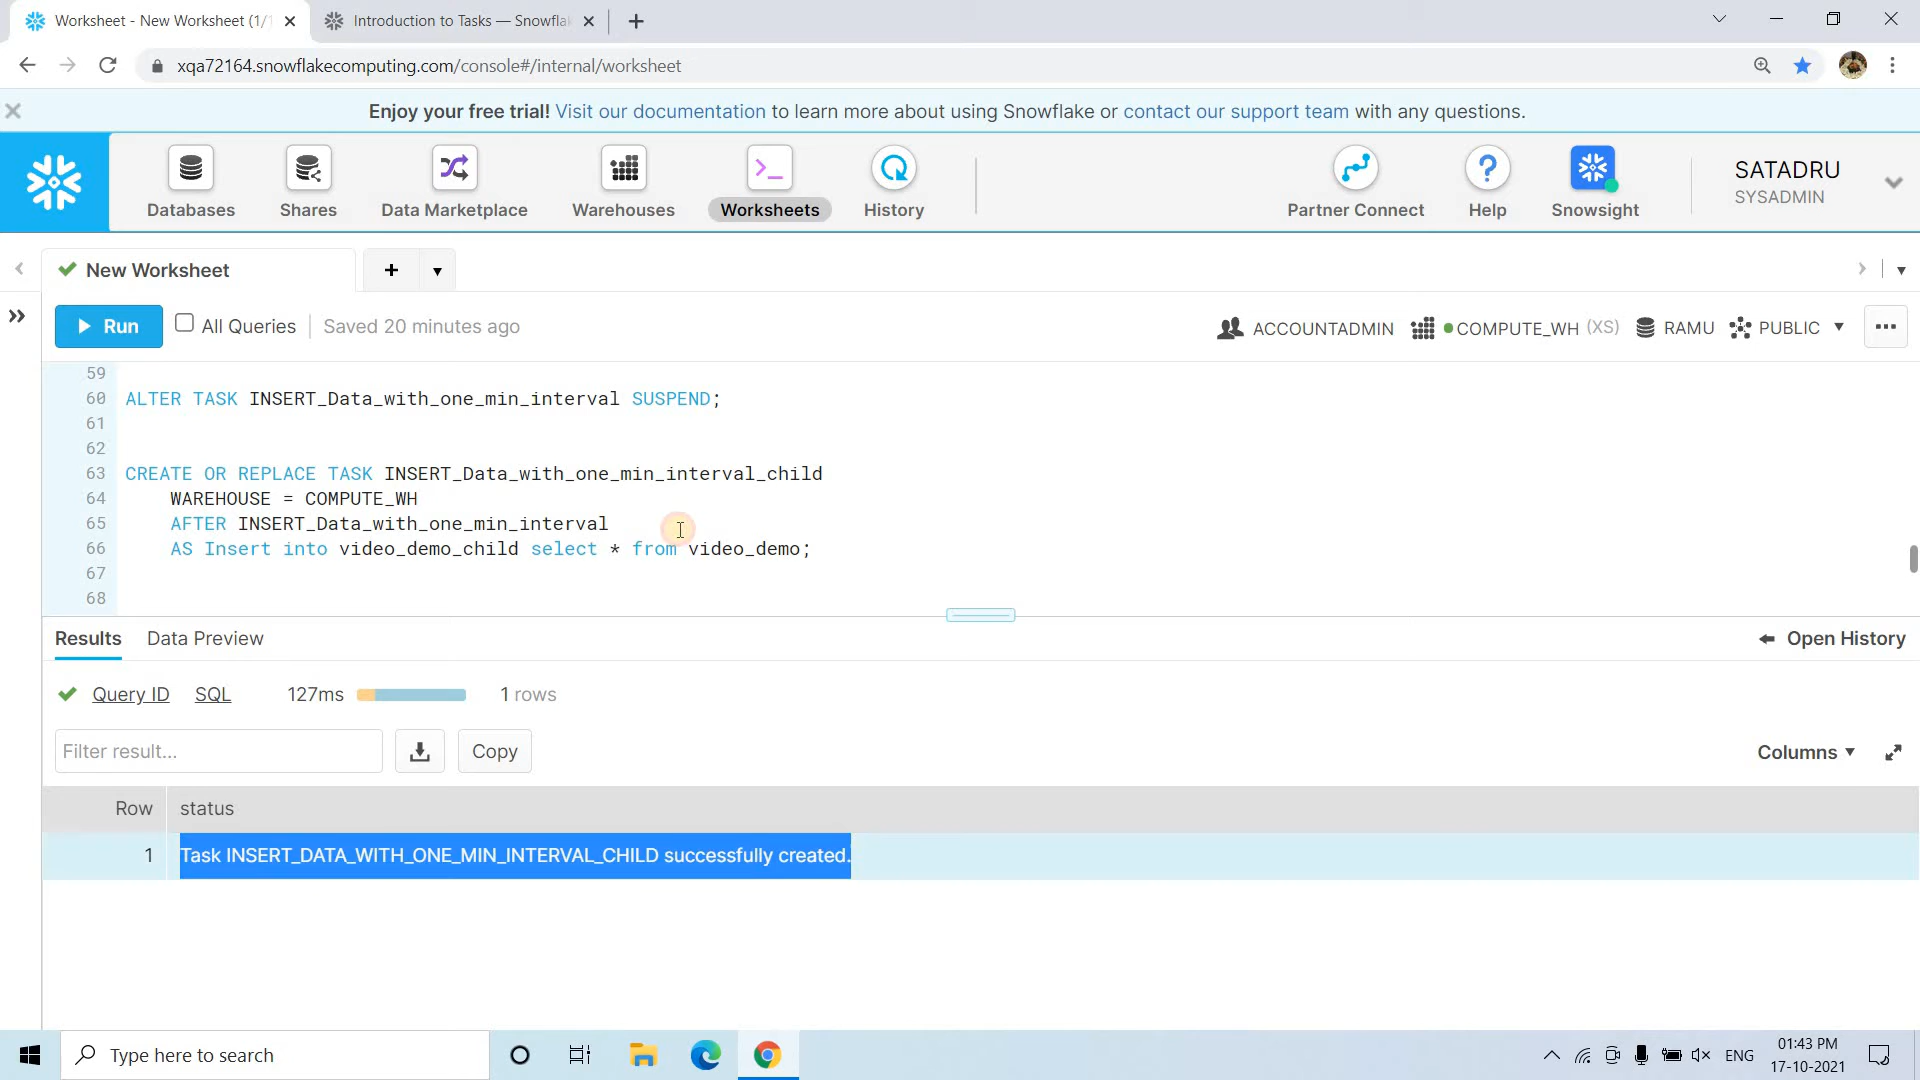 Worksheet - New Worksheet (1/1
Introduction to Tasks — Snowfla
xqa72164.snowflakecomputing.com/console#/internal/worksheet
Enjoy your free trial! Visit our documentation to learn more about using Snowflake or contact our support team with any questions.
Databases
Shares
Data Marketplace
Warehouses
Worksheets
History
Partner Connect
Help
Snowsight
SATADRU
SYSADMIN
New Worksheet
Run
All Queries
Saved 20 minutes ago
ACCOUNTADMIN
COMPUTE_WH (XS)
RAMU
PUBLIC
59
60 ALTER TASK INSERT_Data_with_one_min_interval SUSPEND;
61
62
63 CREATE OR REPLACE TASK INSERT_Data_with_one_min_interval_child
64 WAREHOUSE = COMPUTE_WH
65 AFTER INSERT_Data_with_one_min_interval
66 AS Insert into video_demo_child select * from video_demo;
67
68
Results
Data Preview
Open History
Query ID
SQL
127ms
1 rows
Filter result...
Copy
Columns
Row status
1 Task INSERT_DATA_WITH_ONE_MIN_INTERVAL_CHILD successfully created.
Type here to search
ENG
01:43 PM
17-10-2021